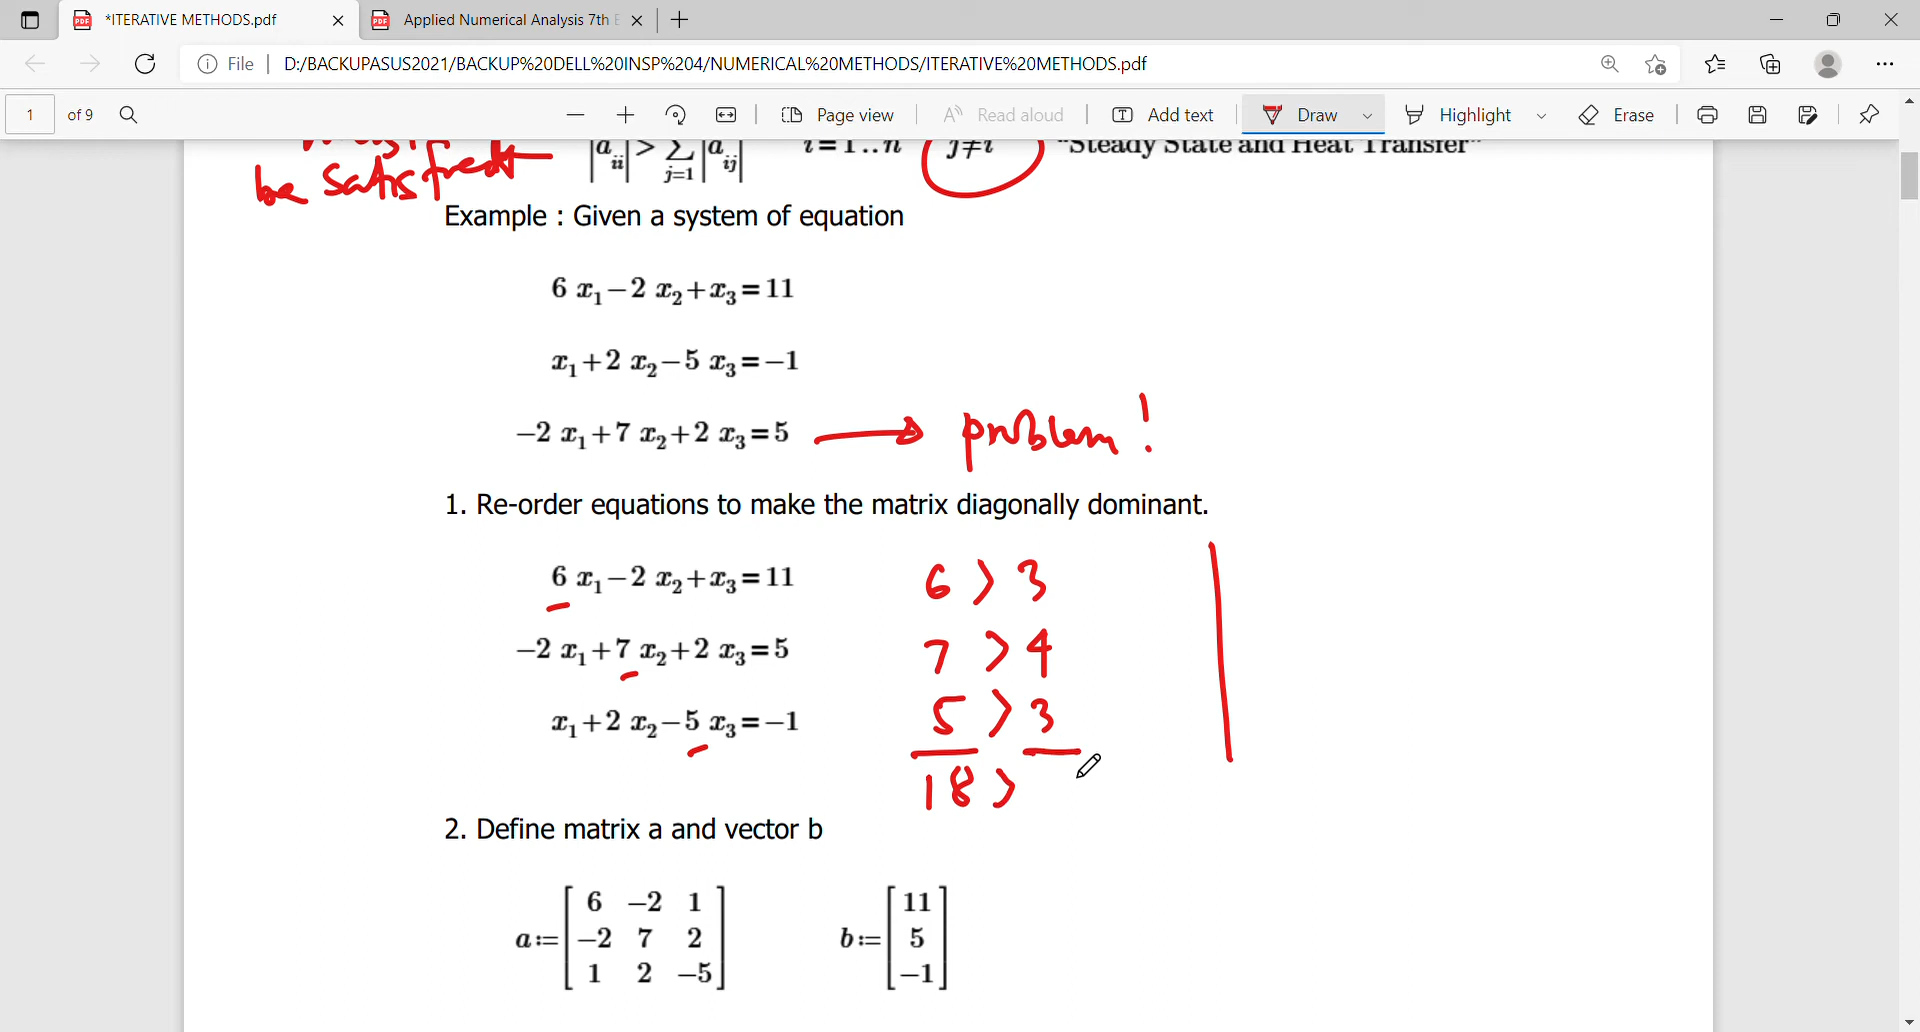 *ITERATIVE METHODS.pdf
Applied Numerical Analysis 7th E
File
D:/BACKUPASUS2021/BACKUP%20DELL%20INSP%204/NUMERICAL%20METHODS/ITERATIVE%20METHODS.pdf
1 of 9
Page view
Read aloud
Add text
Draw
Highlight
Erase
be satisfied
|a_ii| > Σ_{j=1} |a_ij| i=1..n j≠i "Steady State and Heat Transfer"
Example : Given a system of equation
6 x₁−2 x₂+x₃=11
x₁+2 x₂−5 x₃=−1
−2 x₁+7 x₂+2 x₃=5 → problem!
1. Re-order equations to make the matrix diagonally dominant.
6 x₁−2 x₂+x₃=11 6 > 3
−2 x₁+7 x₂+2 x₃=5 7 > 4
x₁+2 x₂−5 x₃=−1 5 > 3
18 >
2. Define matrix a and vector b
a:=[6 −2 1
−2 7 2
1 2 −5]
b:=[11
5
−1]